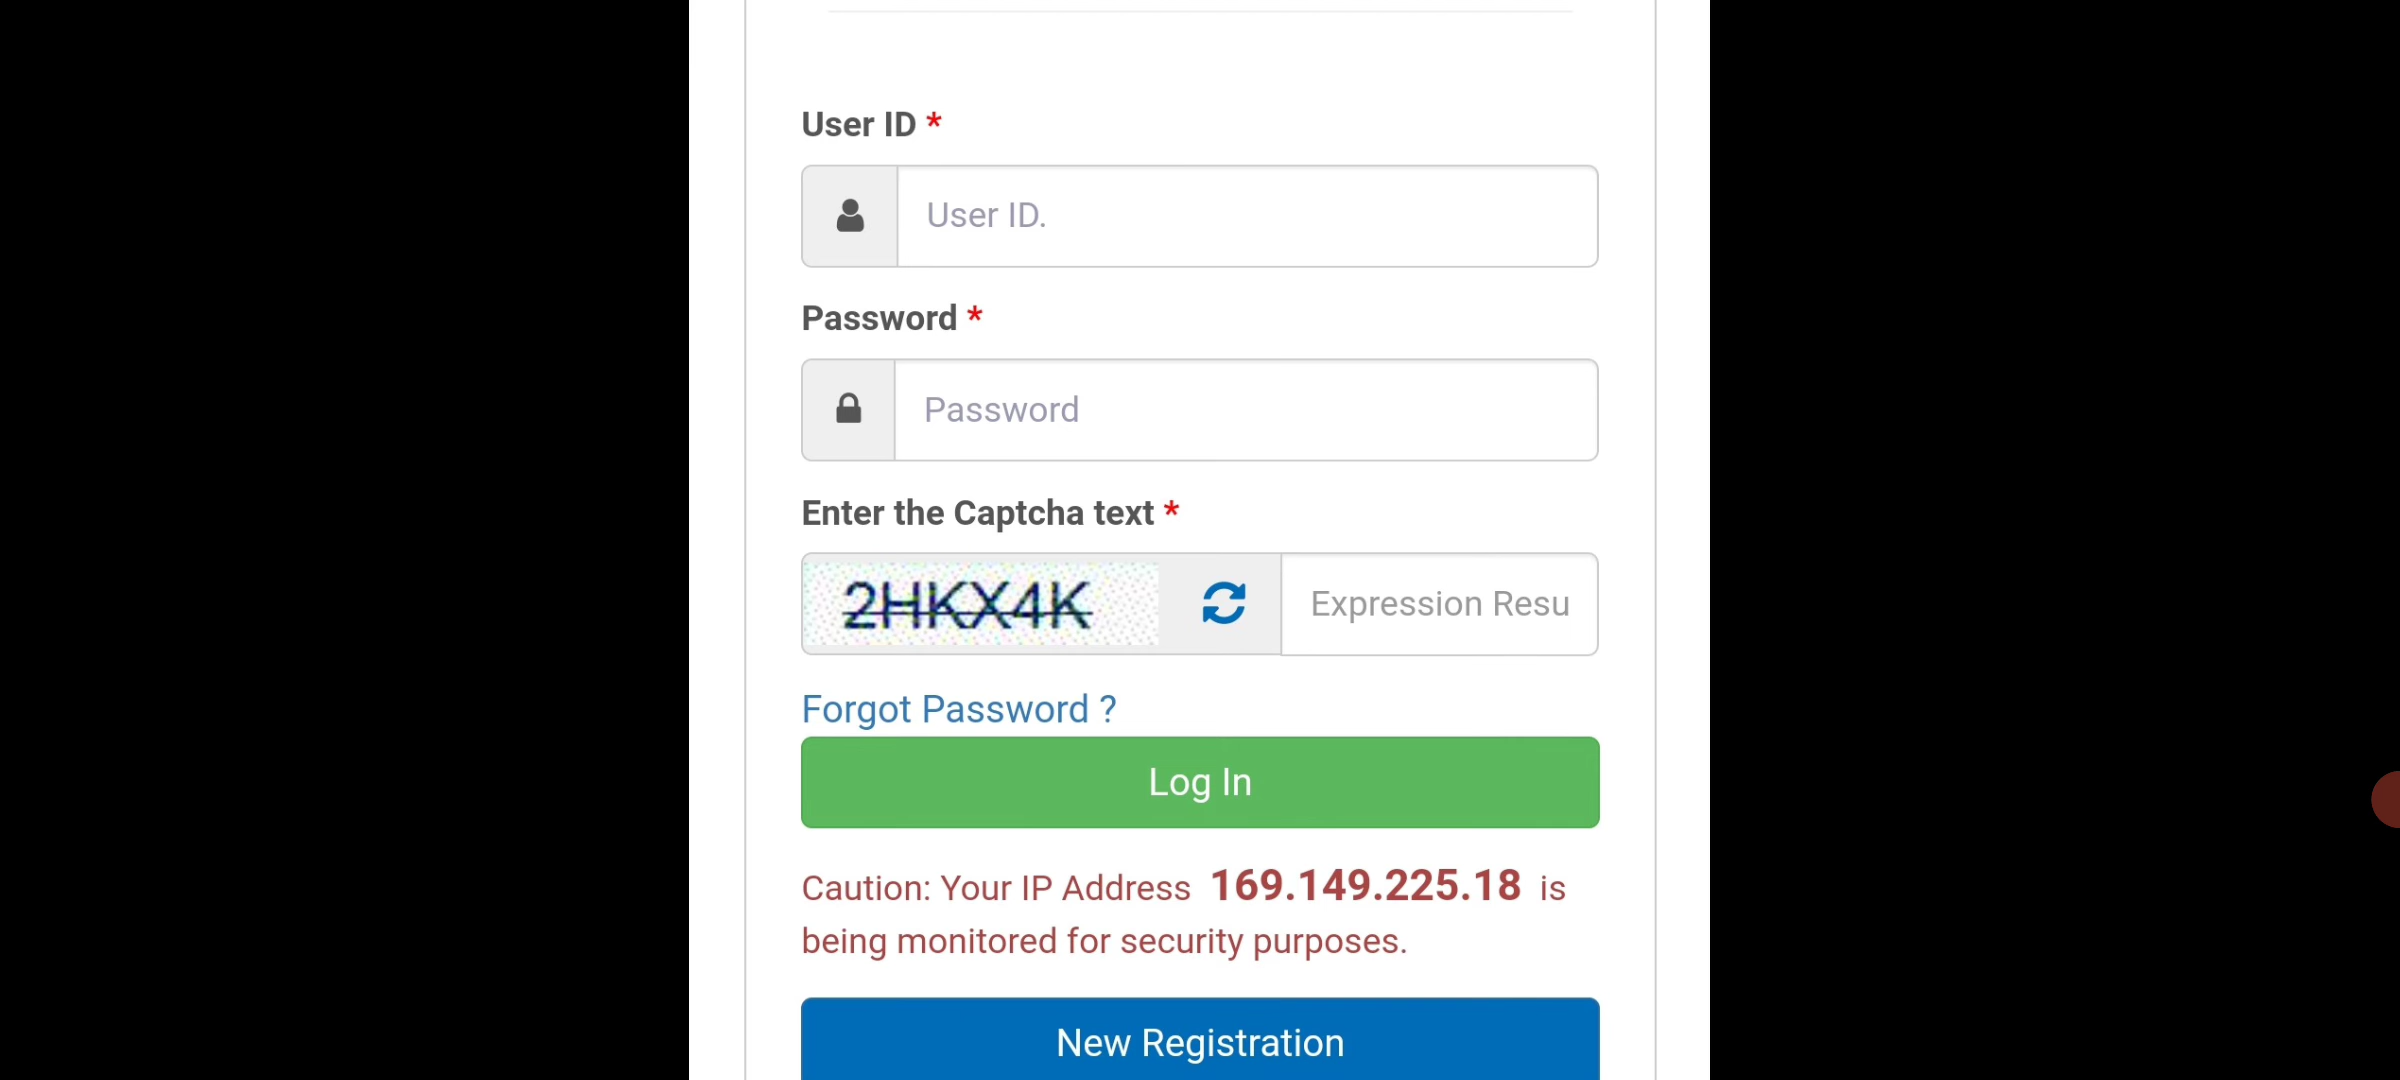 User ID *
User ID.
Password *
Password
Enter the Captcha text *
2HKX4K
Expression Resu
Forgot Password ?
Log In
Caution: Your IP Address 169.149.225.18 is
being monitored for security purposes.
New Registration